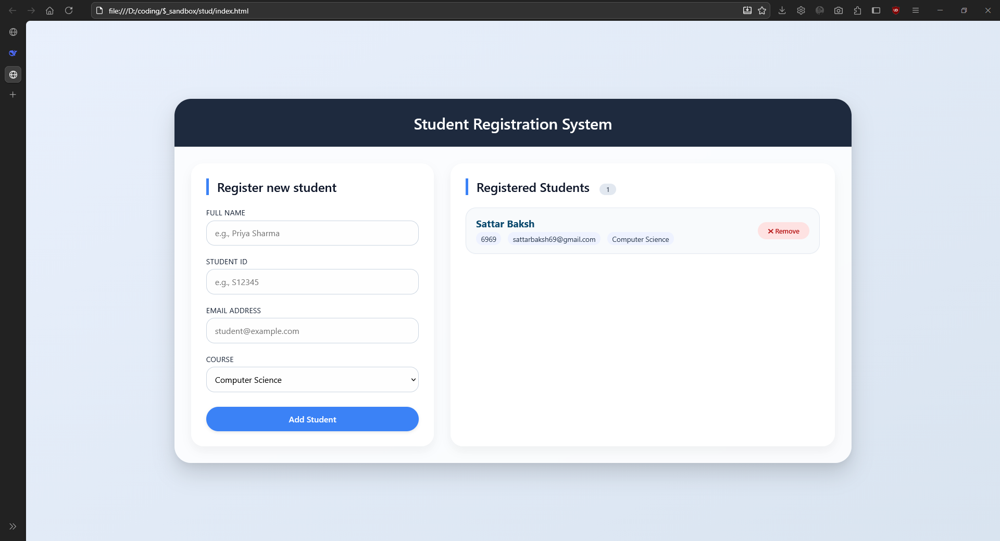 file:///D:/coding/$_sandbox/stud/index.html
Student Registration System
Register new student
FULL NAME
e.g., Priya Sharma
STUDENT ID
e.g., S12345
EMAIL ADDRESS
student@example.com
COURSE
Computer Science
Add Student
Registered Students 1
Sattar Baksh
6969 sattarbaksh69@gmail.com Computer Science
❌ Remove